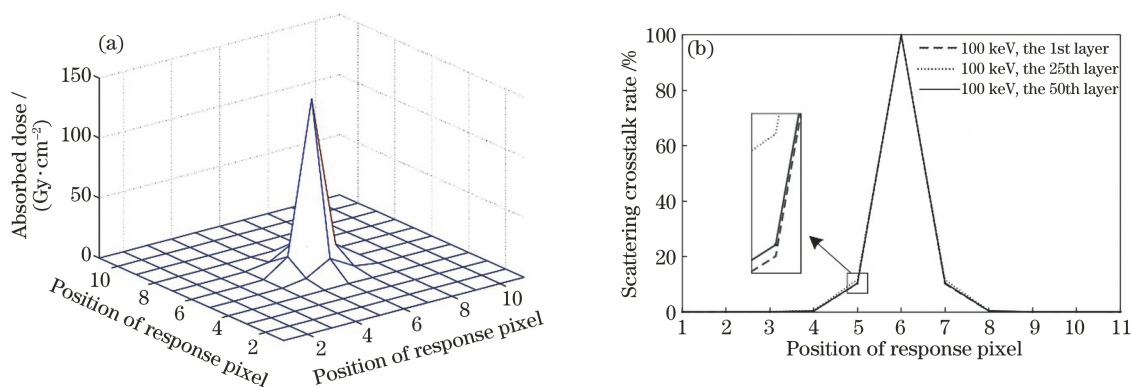 (a)
150
100
50
0
Absorbed dose /
(Gy·cm⁻²)
10
8
6
4
2
Position of response pixel
2
4
6
8
10
Position of response pixel
(b)
100
80
60
40
20
0
Scattering crosstalk rate /%
100 keV, the 1st layer
100 keV, the 25th layer
100 keV, the 50th layer
1 2 3 4 5 6 7 8 9 10 11
Position of response pixel